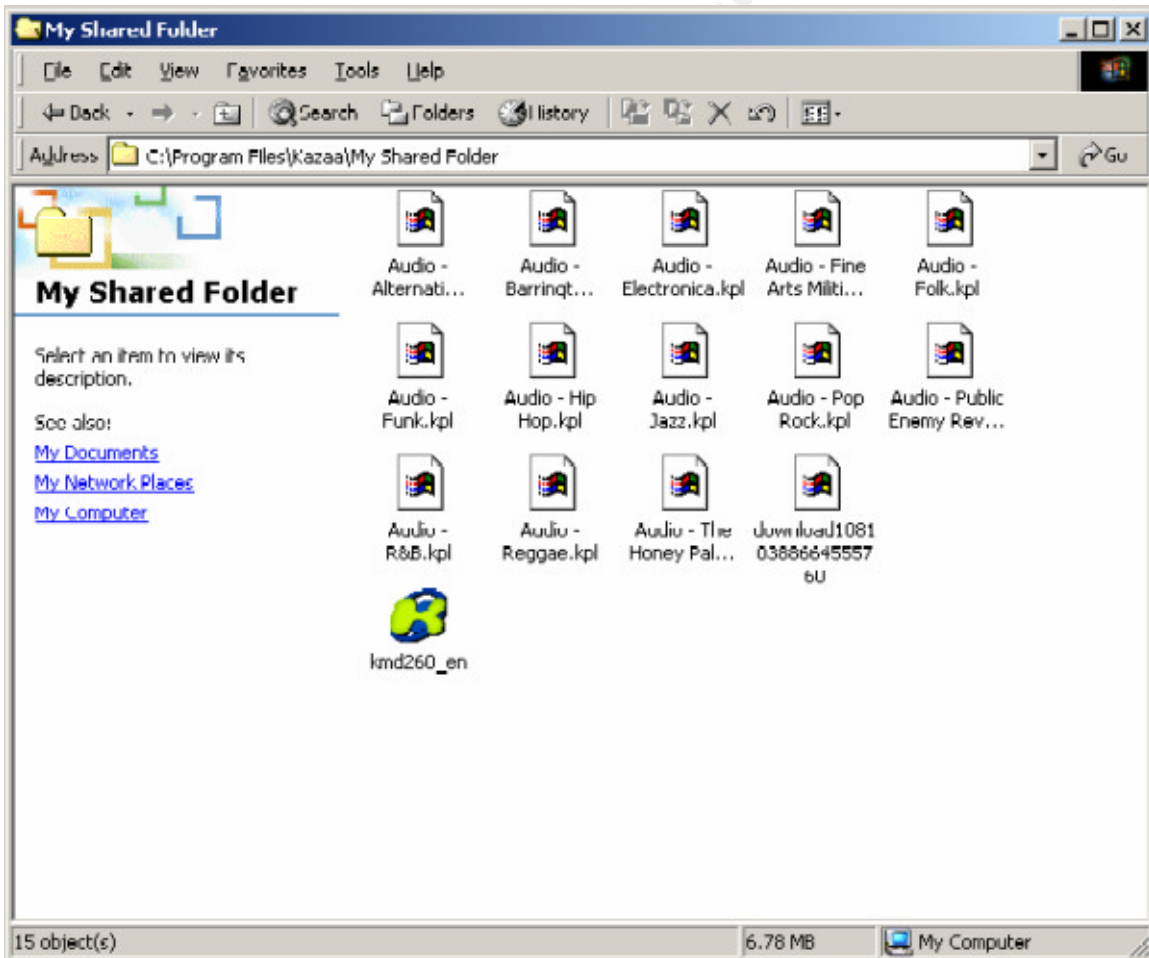 My Shared Folder
File Edit View Favorites Tools Help
Back Search Folders History
Address C:\Program Files\Kazaa\My Shared Folder Go
My Shared Folder
Select an item to view its
description.
See also:
My Documents
My Network Places
My Computer
Audio -
Alternati...
Audio -
Barringt...
Audio -
Electronica.kpl
Audio - Fine
Arts Militi...
Audio -
Folk.kpl
Audio -
Funk.kpl
Audio - Hip
Hop.kpl
Audio -
Jazz.kpl
Audio - Pop
Rock.kpl
Audio - Public
Enemy Rev...
Audio -
R&B.kpl
Audio -
Reggae.kpl
Audio - The
Honey Pal...
download1081
03886645557
60
kmd260_en
15 object(s) 6.78 MB My Computer